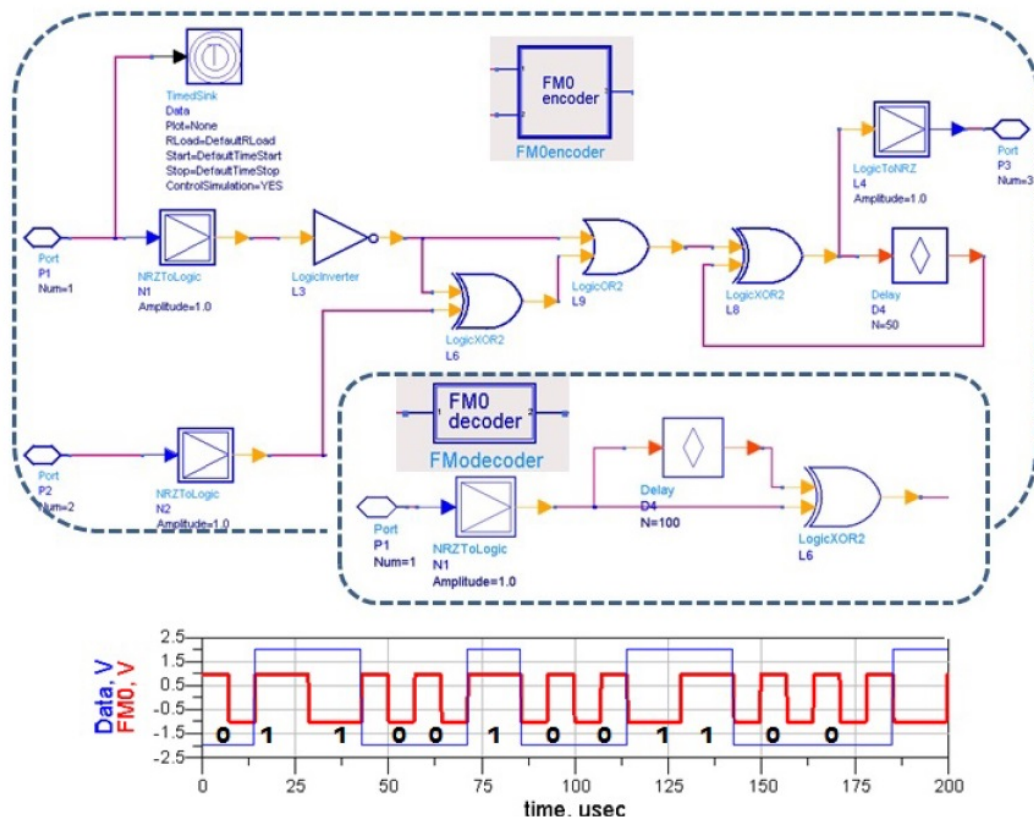 TimedSink
Data
Plot=None
RLoad=DefaultRLoad
Start=DefaultTimeStart
Stop=DefaultTimeStop
ControlSimulation=YES
1
2
FM0
encoder
3
FM0encoder
LogicToNRZ
L4
Amplitude=1.0
Port
P3
Num=3
Port
P1
Num=1
NRZToLogic
N1
Amplitude=1.0
LogicInverter
L3
LogicXOR2
L6
LogicOR2
L9
LogicXOR2
L8
Delay
D4
N=50
Port
P2
Num=2
NRZToLogic
N2
Amplitude=1.0
1
FM0
decoder
2
FModecoder
Port
P1
Num=1
NRZToLogic
N1
Amplitude=1.0
Delay
D4
N=100
LogicXOR2
L6
Data, V
FM0, V
2.5
1.5
0.5
-0.5
-1.5
-2.5
0 1 1 0 0 1 0 0 1 1 0 0
0 25 50 75 100 125 150 175 200
time, usec